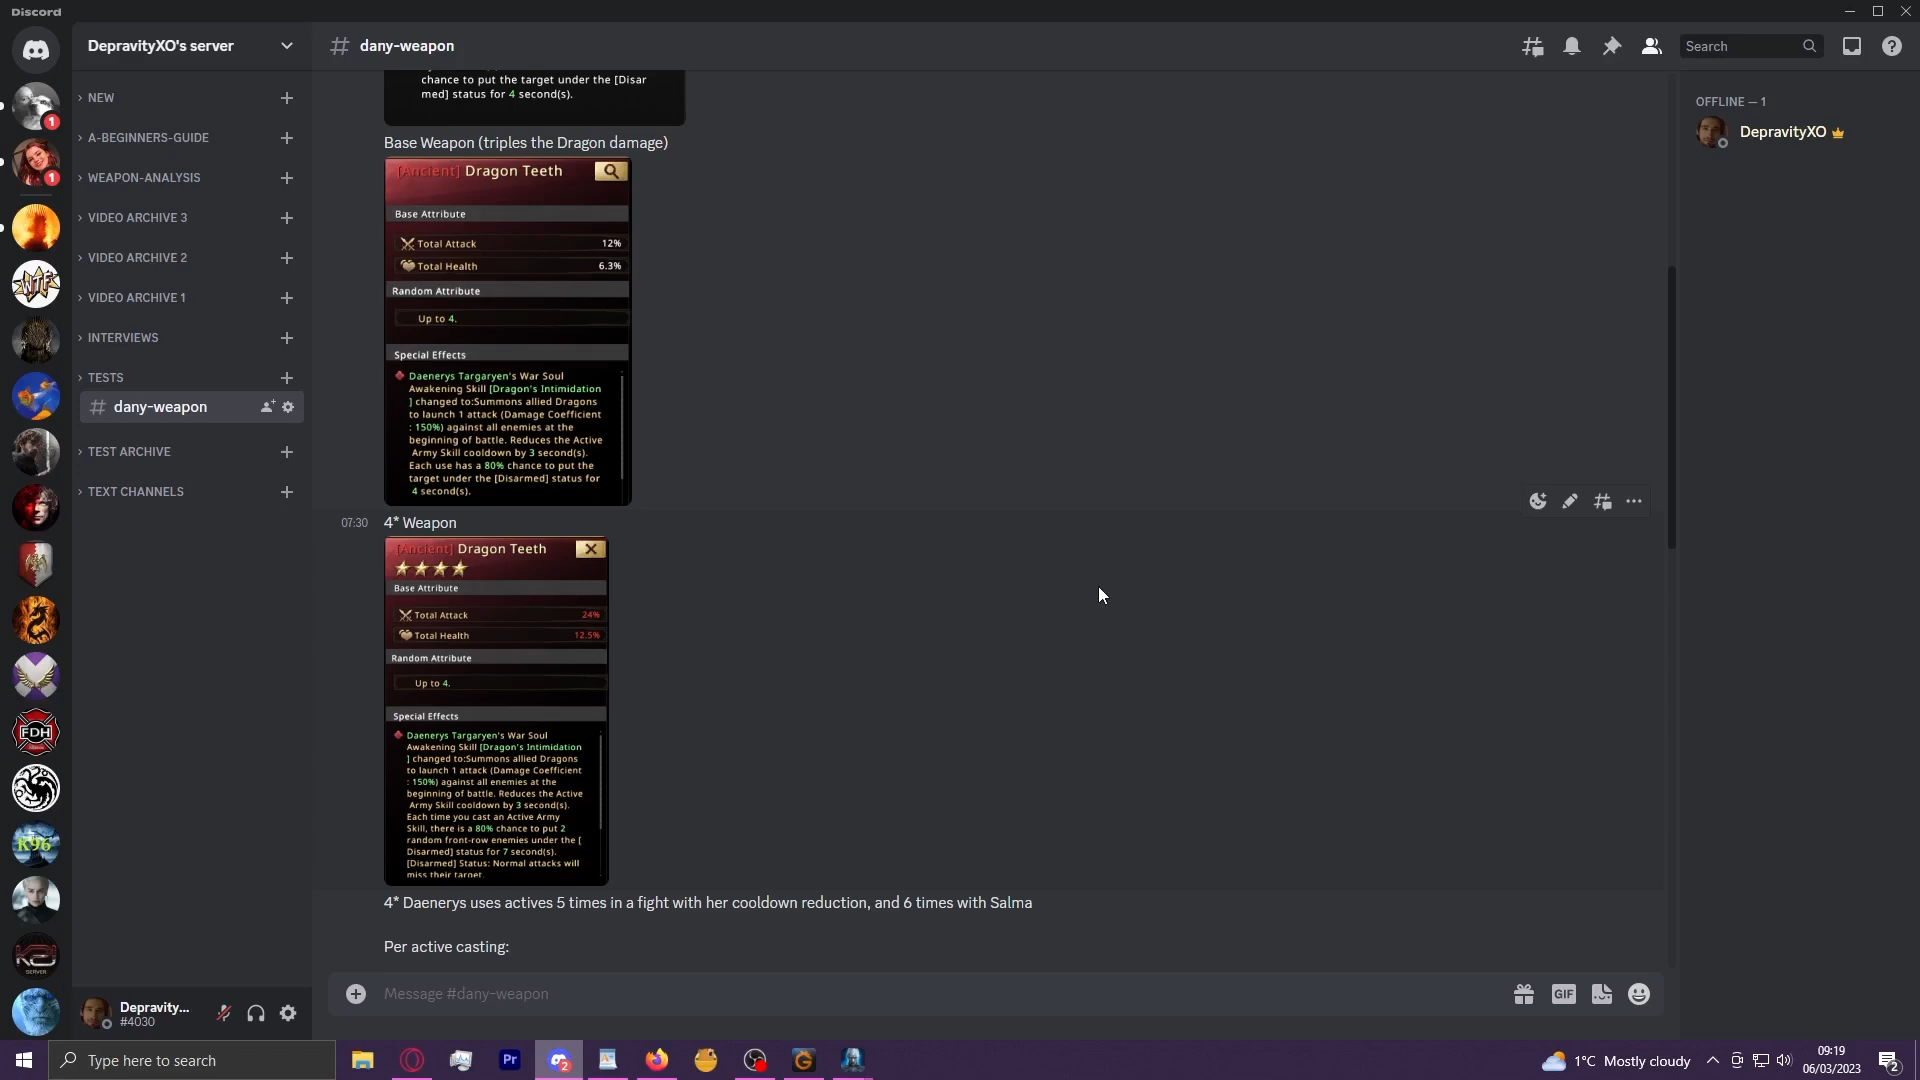 Discord
DepravityXO's server
# dany-weapon
Search
NEW
A-BEGINNERS-GUIDE
WEAPON-ANALYSIS
VIDEO ARCHIVE 3
VIDEO ARCHIVE 2
VIDEO ARCHIVE 1
INTERVIEWS
TESTS
# dany-weapon
TEST ARCHIVE
TEXT CHANNELS
1
1
WTF
FDH
K96
SERVER
Depravity...
#4030
chance to put the target under the [Disar
med] status for 4 second(s).
Base Weapon (triples the Dragon damage)
[Ancient] Dragon Teeth
Base Attribute
Total Attack 12%
Total Health 6.3%
Random Attribute
Up to 4.
Special Effects
Daenerys Targaryen's War Soul
Awakening Skill [Dragon's Intimidation
] changed to:Summons allied Dragons
to launch 1 attack (Damage Coefficient
: 150%) against all enemies at the
beginning of battle. Reduces the Active
Army Skill cooldown by 3 second(s).
Each use has a 80% chance to put the
target under the [Disarmed] status for
4 second(s).
07:30
4* Weapon
[Ancient] Dragon Teeth
Base Attribute
Total Attack 24%
Total Health 12.5%
Random Attribute
Up to 4.
Special Effects
Daenerys Targaryen's War Soul
Awakening Skill [Dragon's Intimidation
] changed to:Summons allied Dragons
to launch 1 attack (Damage Coefficient
: 150%) against all enemies at the
beginning of battle. Reduces the Active
Army Skill cooldown by 3 second(s).
Each time you cast an Active Army
Skill, there is a 80% chance to put 2
random front-row enemies under the [
Disarmed] status for 7 second(s).
[Disarmed] Status: Normal attacks will
miss their target.
4* Daenerys uses actives 5 times in a fight with her cooldown reduction, and 6 times with Salma
Per active casting:
Message #dany-weapon
GIF
OFFLINE — 1
DepravityXO
Type here to search
Pr
2
1°C Mostly cloudy
09:19
06/03/2023
2